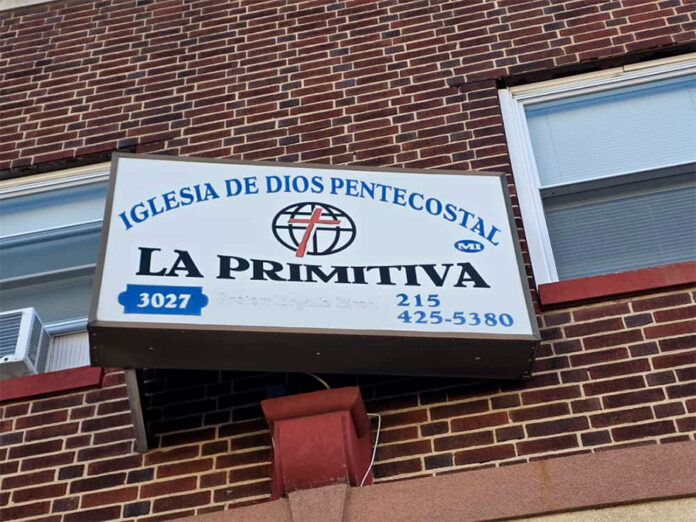 IGLESIA DE DIOS PENTECOSTAL
MI
LA PRIMITIVA
3027
215
425-5380